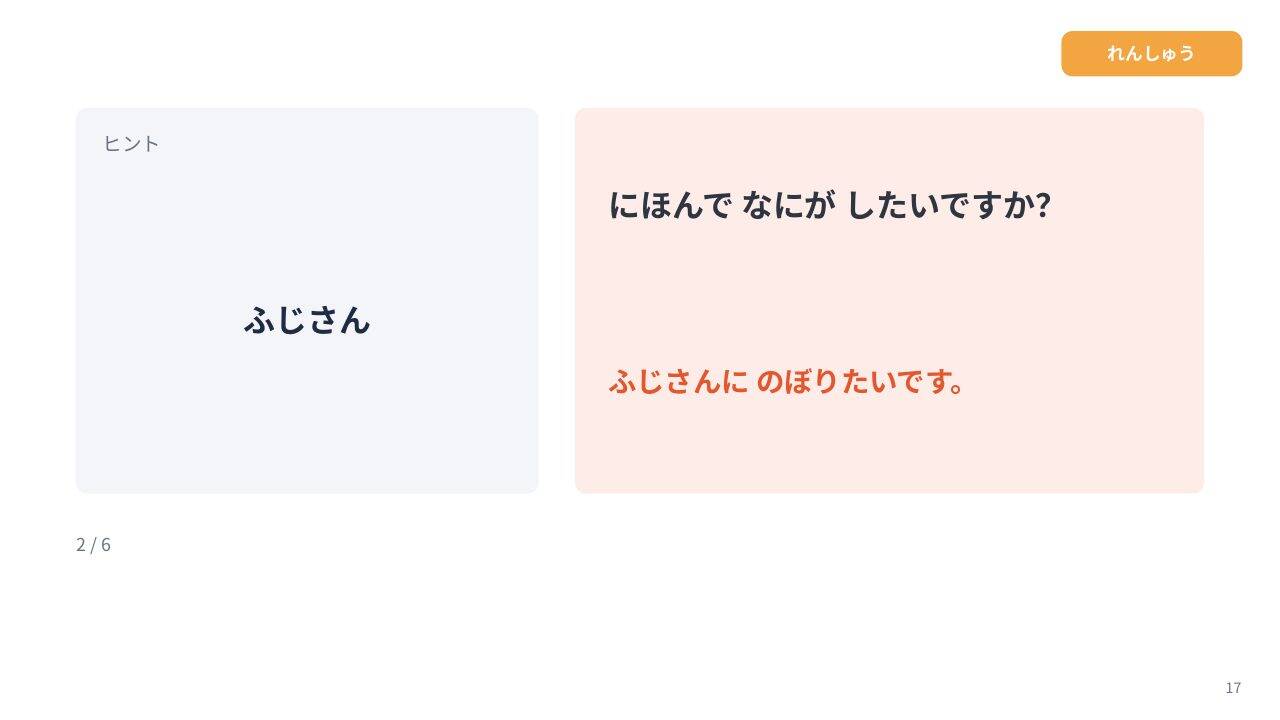 れんしゅう
ヒント
ふじさん
にほんで なにが したいですか?
ふじさんに のぼりたいです。
2 / 6
17